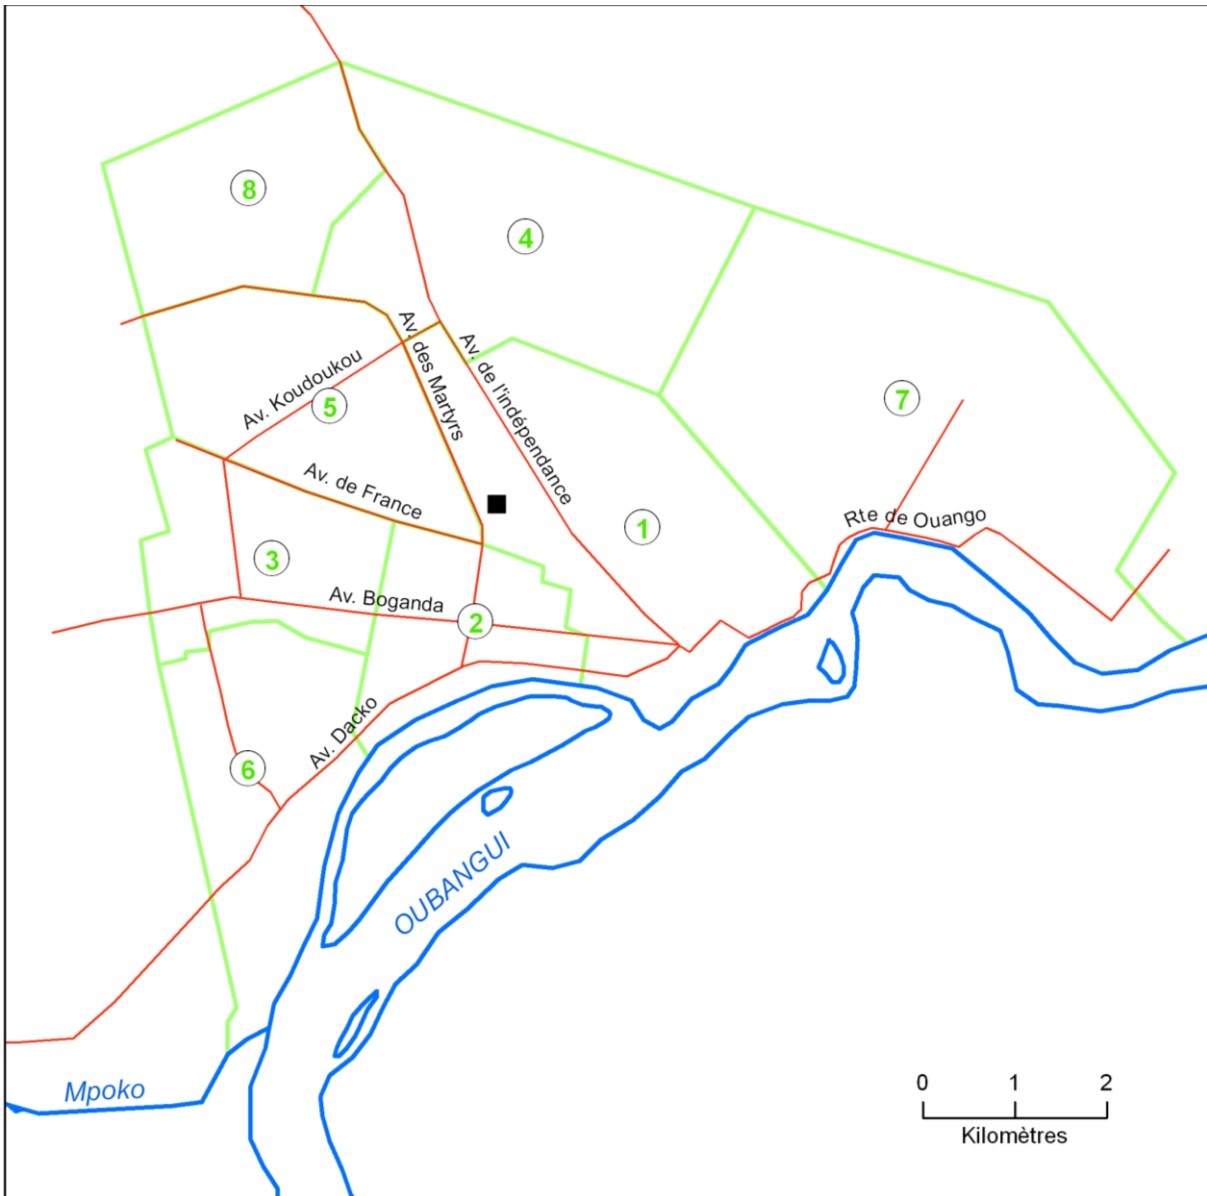 8
4
Av. des Martyrs
Av. de l'indépendance
Av. Koudoukou
5
7
Av. de France
Rte de Ouango
1
3
Av. Boganda
2
Av. Dacko
6
OUBANGUI
Mpoko
0 1 2
Kilomètres